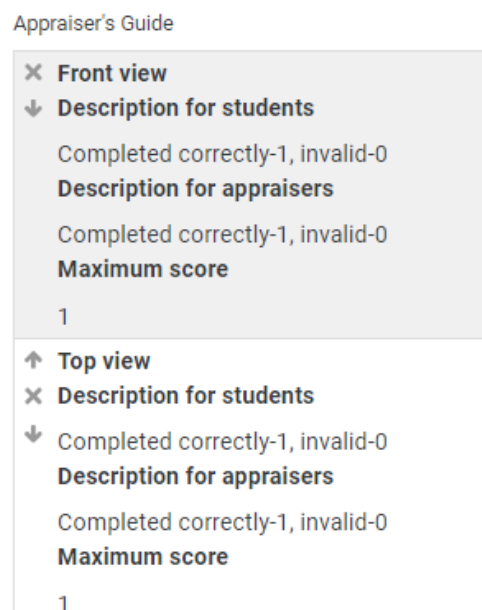 Appraiser's Guide
Front view
Description for students
Completed correctly-1, invalid-0
Description for appraisers
Completed correctly-1, invalid-0
Maximum score
1
Top view
Description for students
Completed correctly-1, invalid-0
Description for appraisers
Completed correctly-1, invalid-0
Maximum score
1